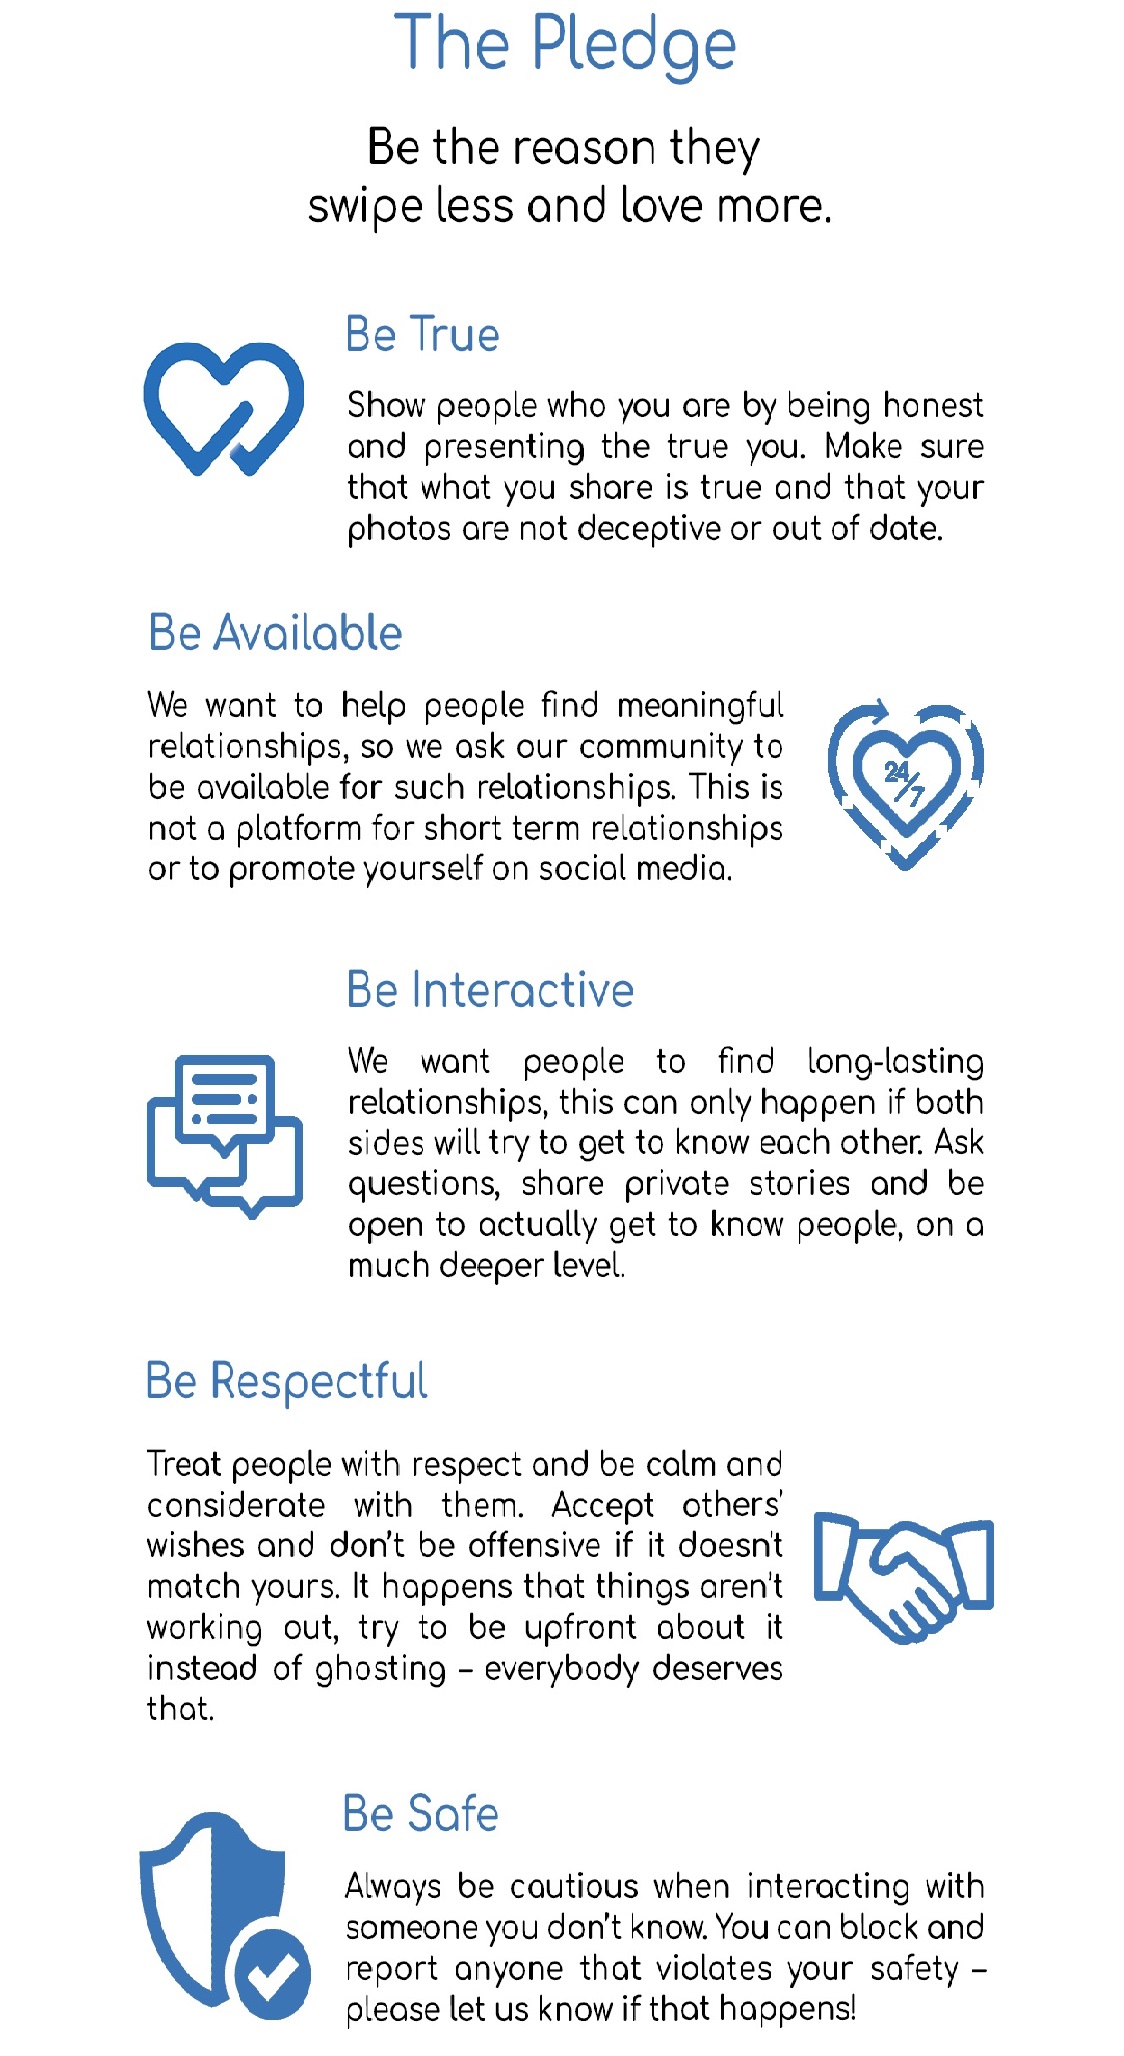 The Pledge
Be the reason they
swipe less and love more.
Be True
Show people who you are by being honest
and presenting the true you. Make sure
that what you share is true and that your
photos are not deceptive or out of date.
Be Available
We want to help people find meaningful
relationships, so we ask our community to
be available for such relationships. This is
not a platform for short term relationships
or to promote yourself on social media.
24/7
Be Interactive
We want people to find long-lasting
relationships, this can only happen if both
sides will try to get to know each other. Ask
questions, share private stories and be
open to actually get to know people, on a
much deeper level.
Be Respectful
Treat people with respect and be calm and
considerate with them. Accept others'
wishes and don't be offensive if it doesn't
match yours. It happens that things aren't
working out, try to be upfront about it
instead of ghosting – everybody deserves
that.
Be Safe
Always be cautious when interacting with
someone you don't know. You can block and
report anyone that violates your safety –
please let us know if that happens!